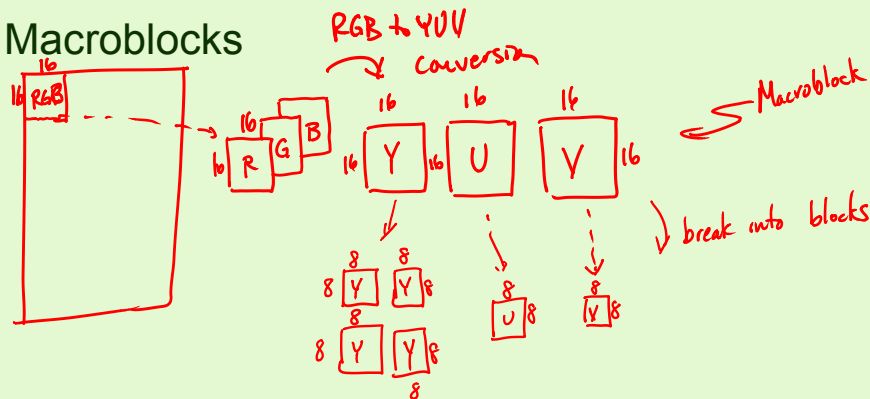 Macroblocks
RGB to YUV
conversion
16
16 RGB
16
16 R G B
16 16 16
16 Y 16 U V 16
Macroblock
break into blocks
8 8
8 Y Y 8
8
8 Y Y 8
8
8
U 8
8
V 8